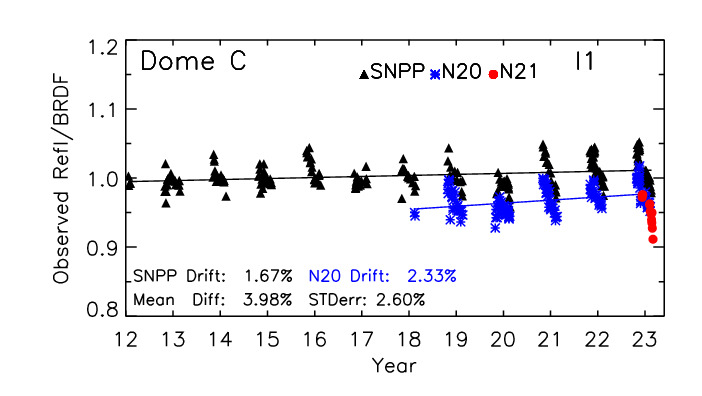 Dome C
I1
SNPP N20 N21
Observed Refl/BRDF
1.2
1.1
1.0
0.9
0.8
SNPP Drift: 1.67% N20 Drift: 2.33%
Mean Diff: 3.98% STDerr: 2.60%
12 13 14 15 16 17 18 19 20 21 22 23
Year